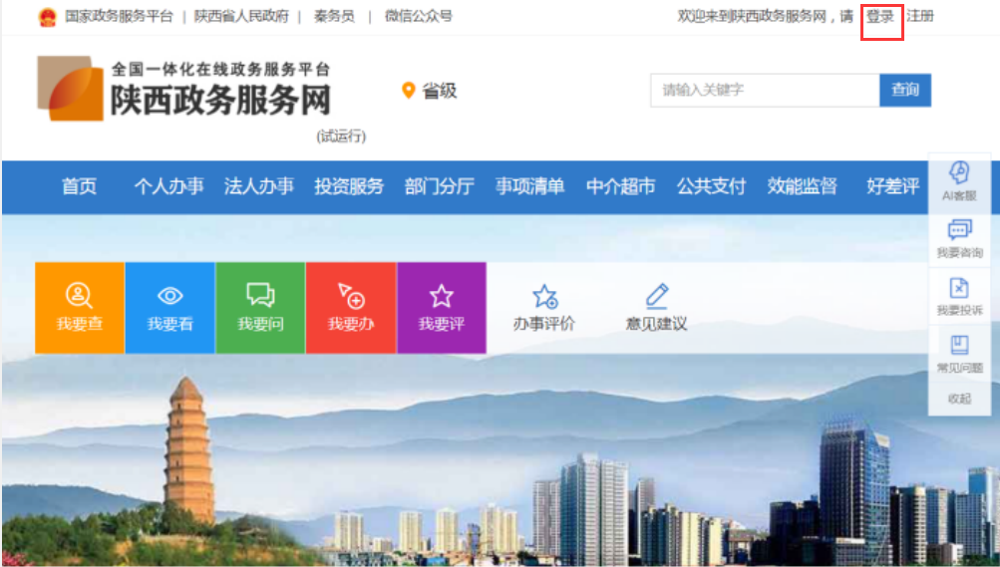 国家政务服务平台 | 陕西省人民政府 | 秦务员 | 微信公众号 欢迎来到陕西政务服务网，请 登录 注册
全国一体化在线政务服务平台
陕西政务服务网
(试运行)
省级
请输入关键字 查询
首页 个人办事 法人办事 投资服务 部门分厅 事项清单 中介超市 公共支付 效能监督 好差评
AI客服
我要咨询
我要投诉
常见问题
收起
我要查 我要看 我要问 我要办 我要评 办事评价 意见建议